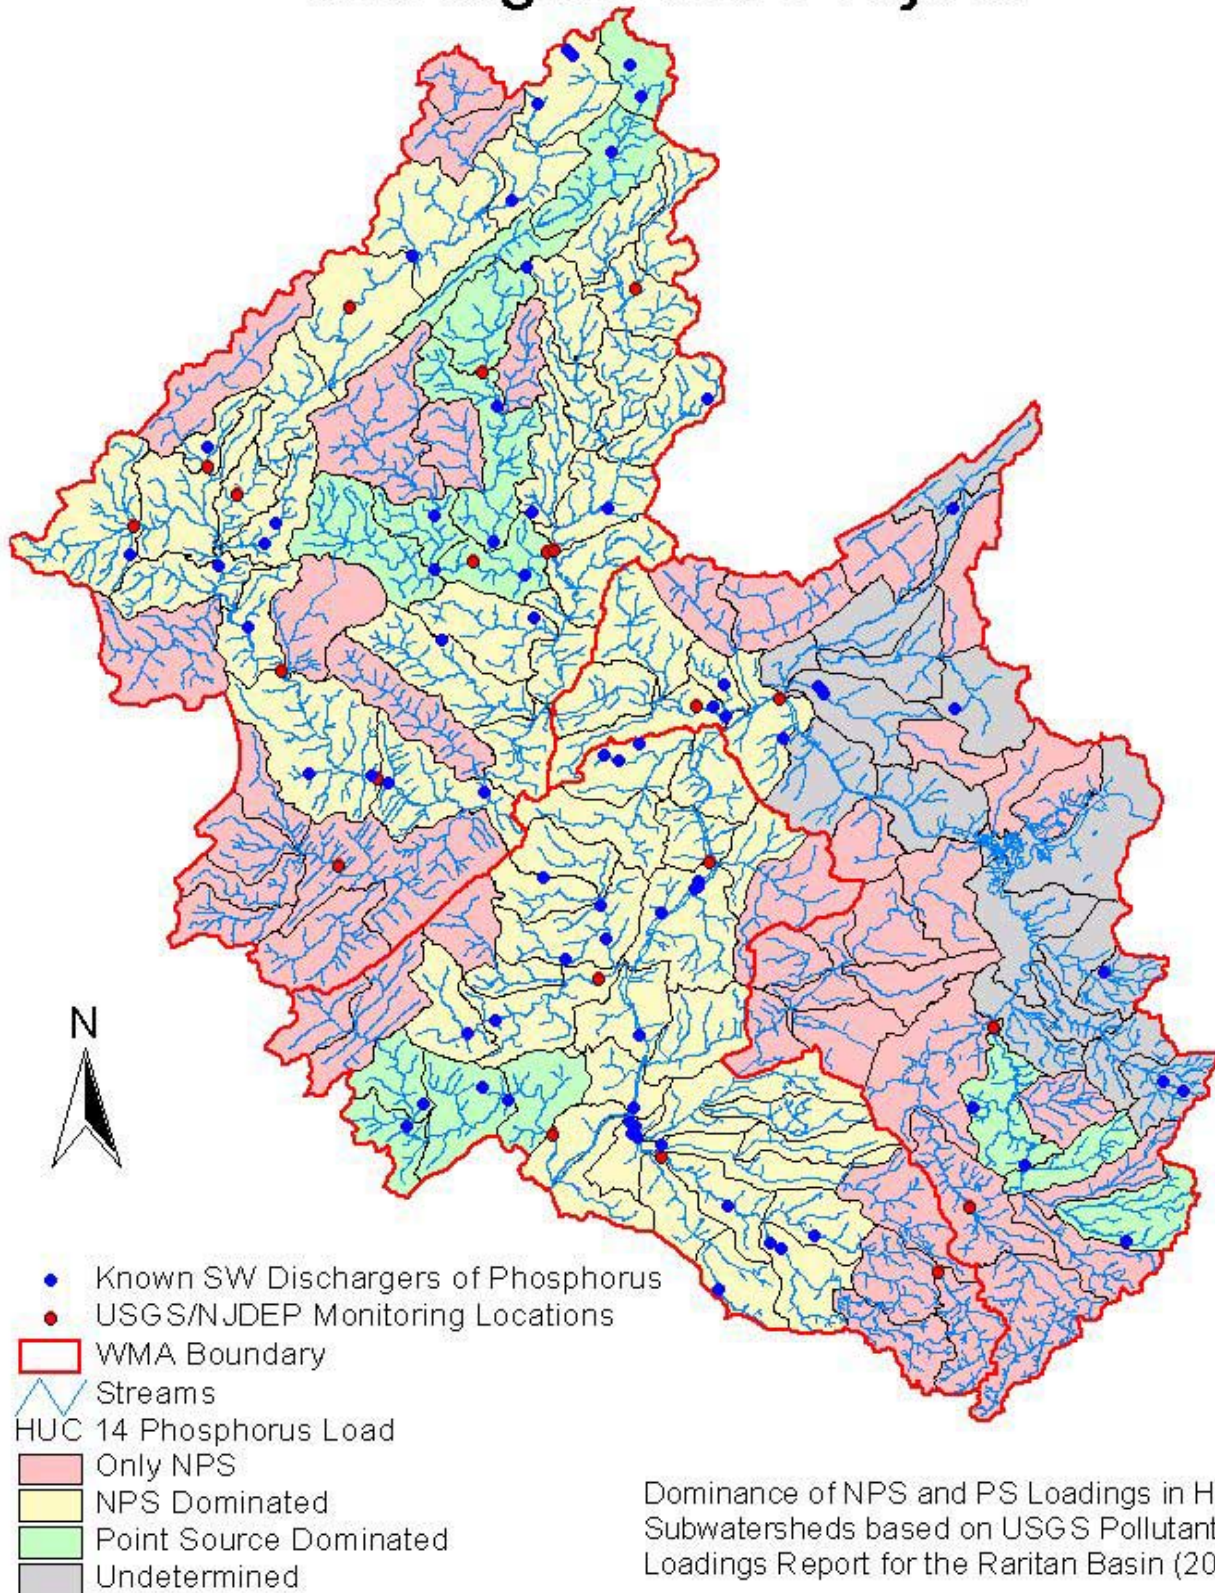 N
Known SW Dischargers of Phosphorus
USGS/NJDEP Monitoring Locations
WMA Boundary
Streams
HUC 14 Phosphorus Load
Only NPS
NPS Dominated
Point Source Dominated
Undetermined
Dominance of NPS and PS Loadings in H
Subwatersheds based on USGS Pollutant
Loadings Report for the Raritan Basin (20